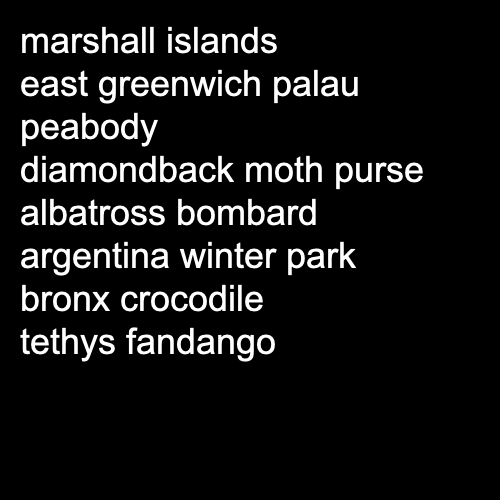 marshall islands
east greenwich palau
peabody
diamondback moth purse
albatross bombard
argentina winter park
bronx crocodile
tethys fandango